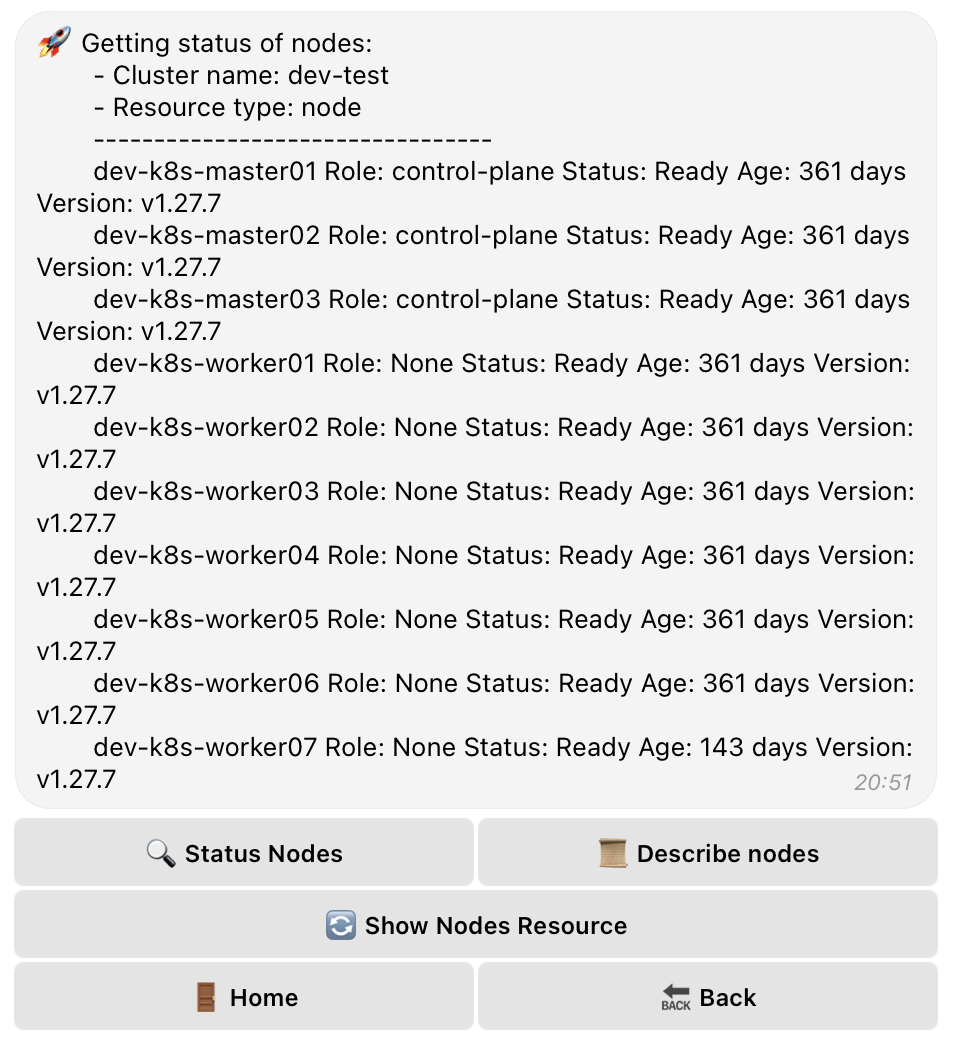 🚀 Getting status of nodes:
- Cluster name: dev-test
- Resource type: node
---------------------------------
dev-k8s-master01 Role: control-plane Status: Ready Age: 361 days
Version: v1.27.7
dev-k8s-master02 Role: control-plane Status: Ready Age: 361 days
Version: v1.27.7
dev-k8s-master03 Role: control-plane Status: Ready Age: 361 days
Version: v1.27.7
dev-k8s-worker01 Role: None Status: Ready Age: 361 days Version:
v1.27.7
dev-k8s-worker02 Role: None Status: Ready Age: 361 days Version:
v1.27.7
dev-k8s-worker03 Role: None Status: Ready Age: 361 days Version:
v1.27.7
dev-k8s-worker04 Role: None Status: Ready Age: 361 days Version:
v1.27.7
dev-k8s-worker05 Role: None Status: Ready Age: 361 days Version:
v1.27.7
dev-k8s-worker06 Role: None Status: Ready Age: 361 days Version:
v1.27.7
dev-k8s-worker07 Role: None Status: Ready Age: 143 days Version:
v1.27.7
20:51
🔍 Status Nodes
📜 Describe nodes
🔄 Show Nodes Resource
🚪 Home
🔙 Back